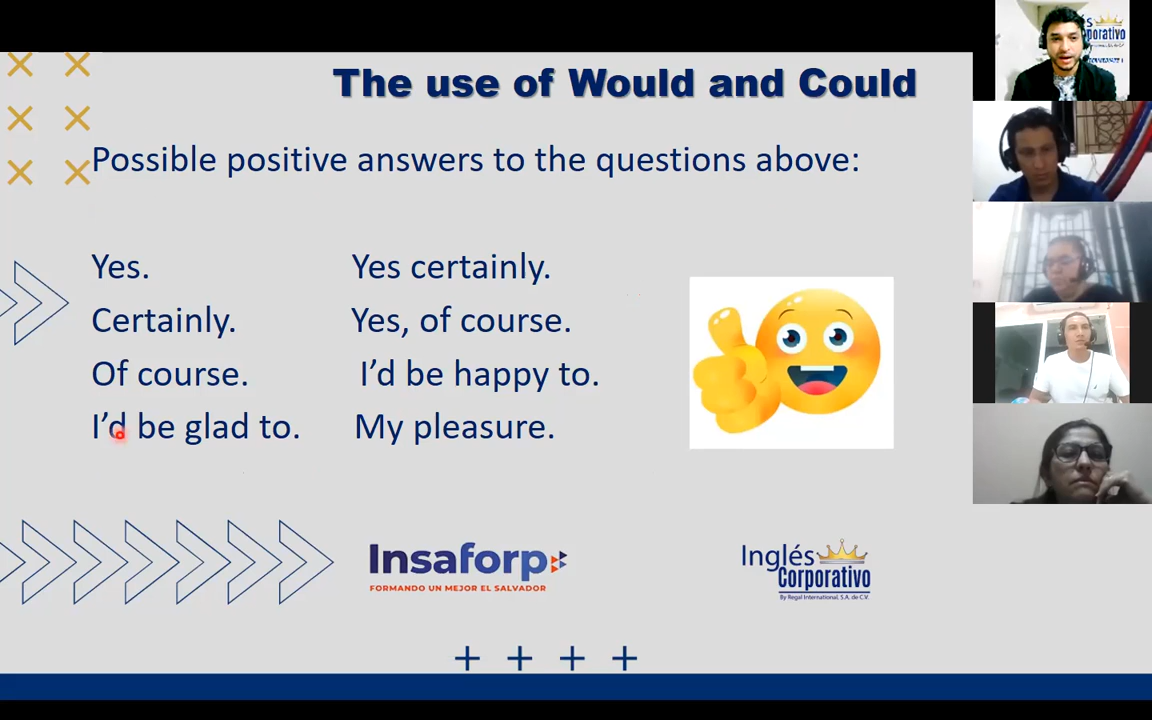 The use of Would and Could
Possible positive answers to the questions above:
Yes. Yes certainly.
Certainly. Yes, of course.
Of course. I'd be happy to.
I'd be glad to. My pleasure.
Insaforp
FORMANDO UN MEJOR EL SALVADOR
Inglés
Corporativo
By Regal International, S.A. de C.V.